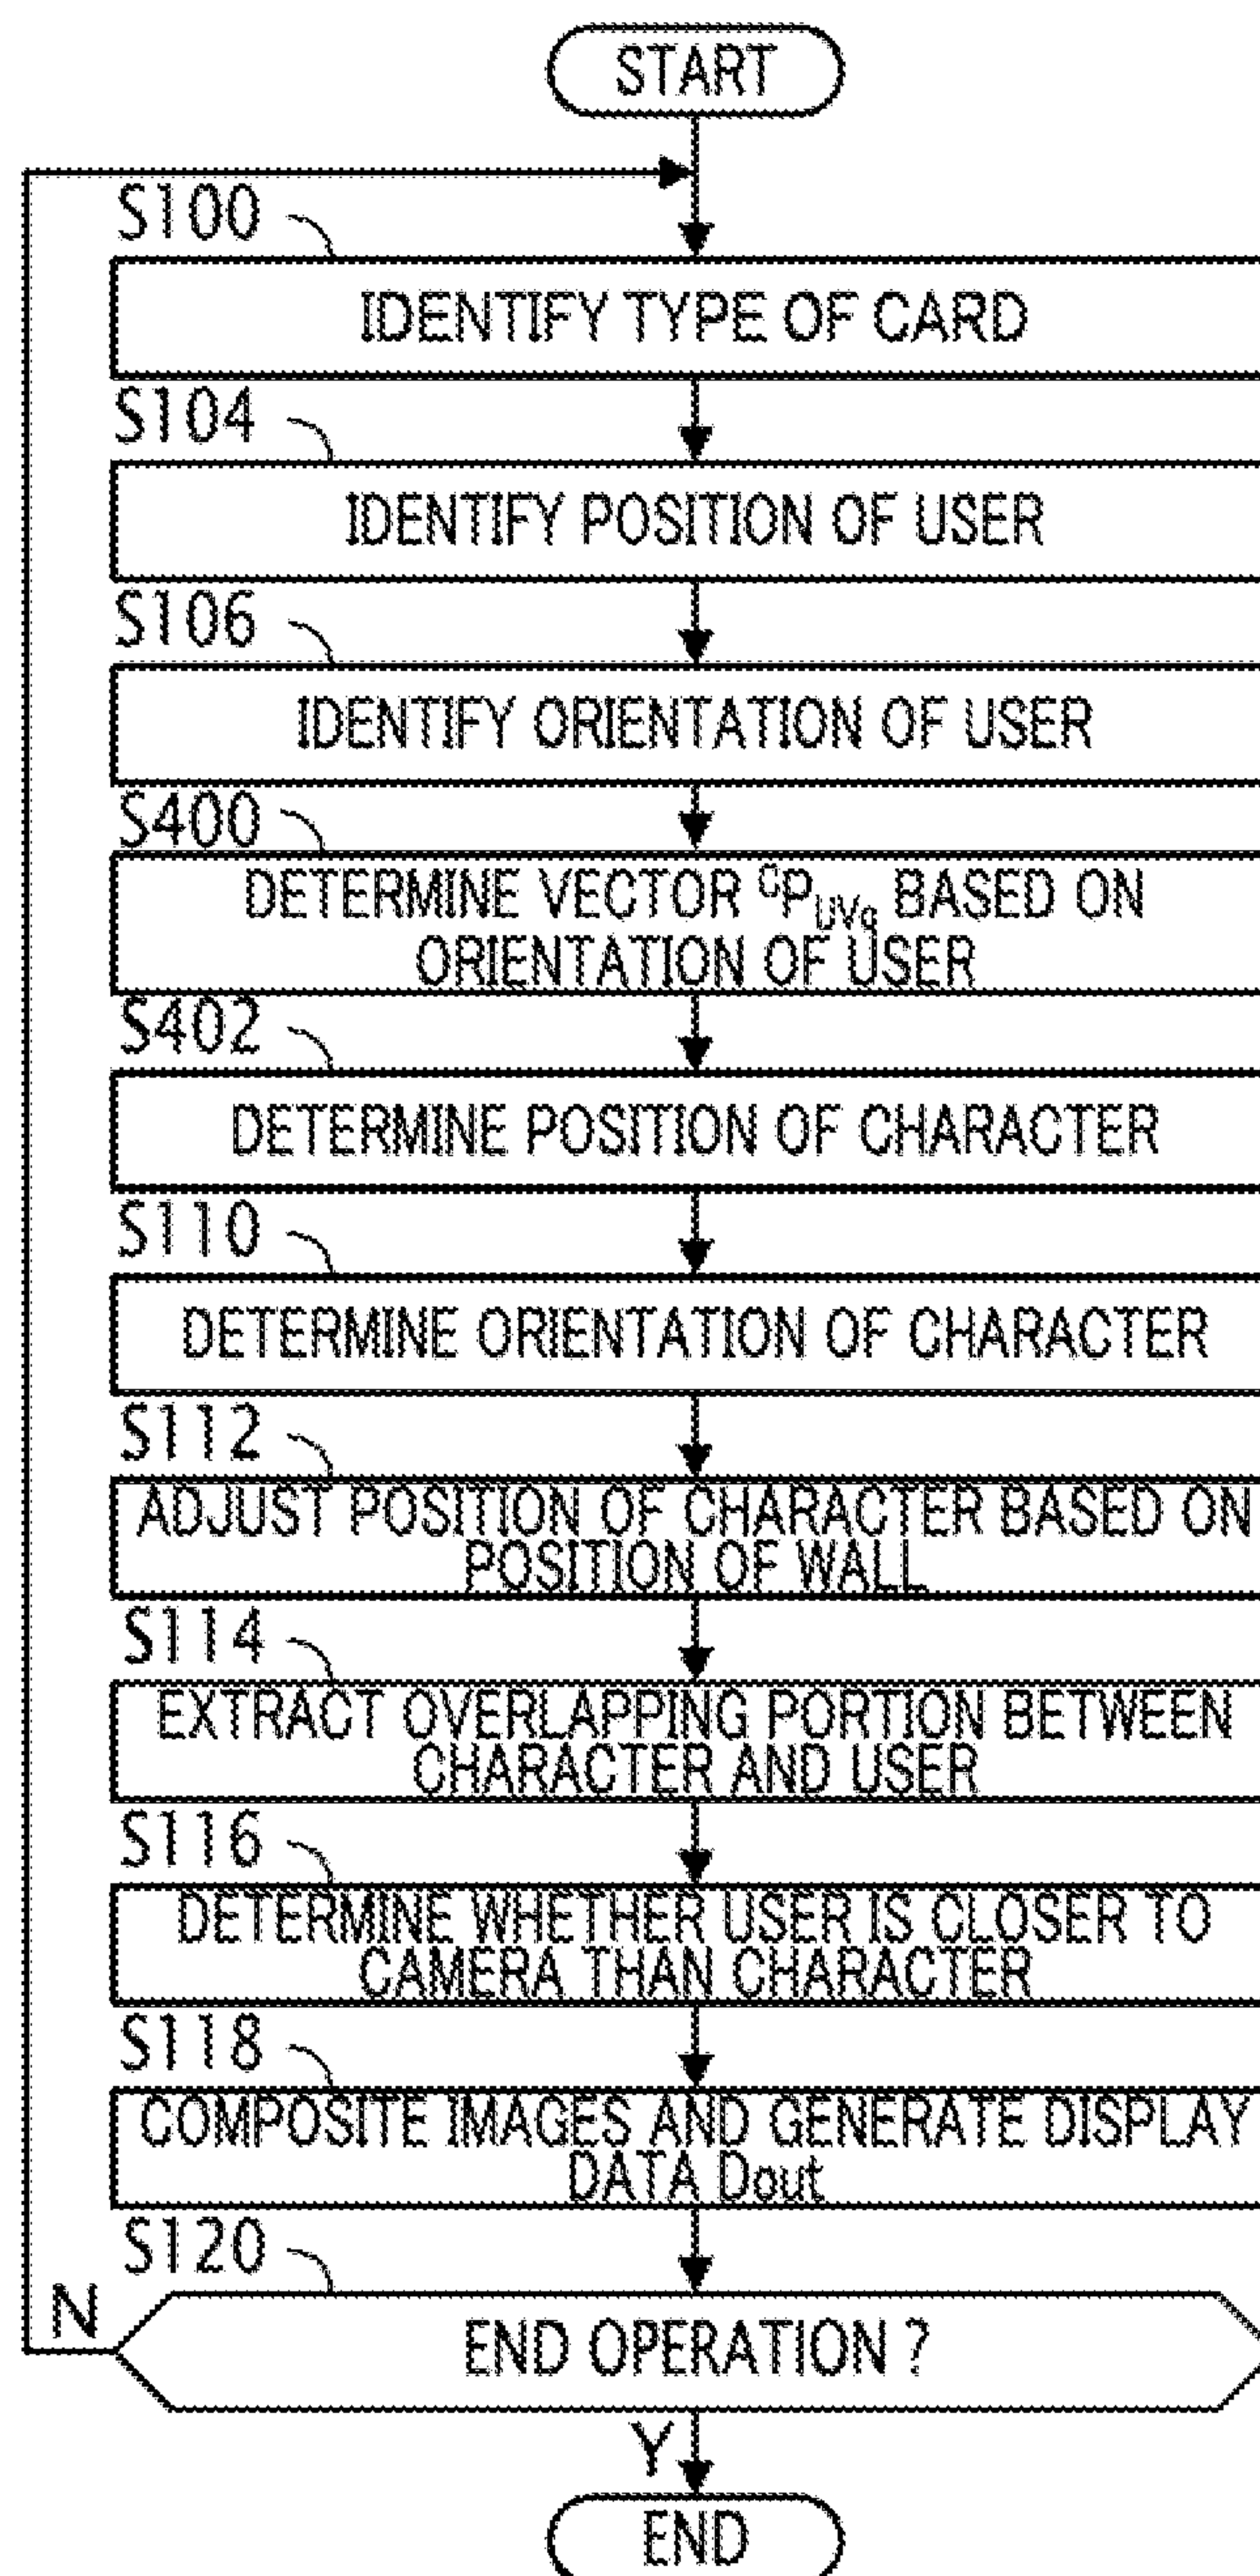 START
S100
IDENTIFY TYPE OF CARD
S104
IDENTIFY POSITION OF USER
S106
IDENTIFY ORIENTATION OF USER
S400
DETERMINE VECTOR ᴳP_UVq BASED ON
ORIENTATION OF USER
S402
DETERMINE POSITION OF CHARACTER
S110
DETERMINE ORIENTATION OF CHARACTER
S112
ADJUST POSITION OF CHARACTER BASED ON
POSITION OF WALL
S114
EXTRACT OVERLAPPING PORTION BETWEEN
CHARACTER AND USER
S116
DETERMINE WHETHER USER IS CLOSER TO
CAMERA THAN CHARACTER
S118
COMPOSITE IMAGES AND GENERATE DISPLAY
DATA Dout
S120
N
END OPERATION ?
Y
END